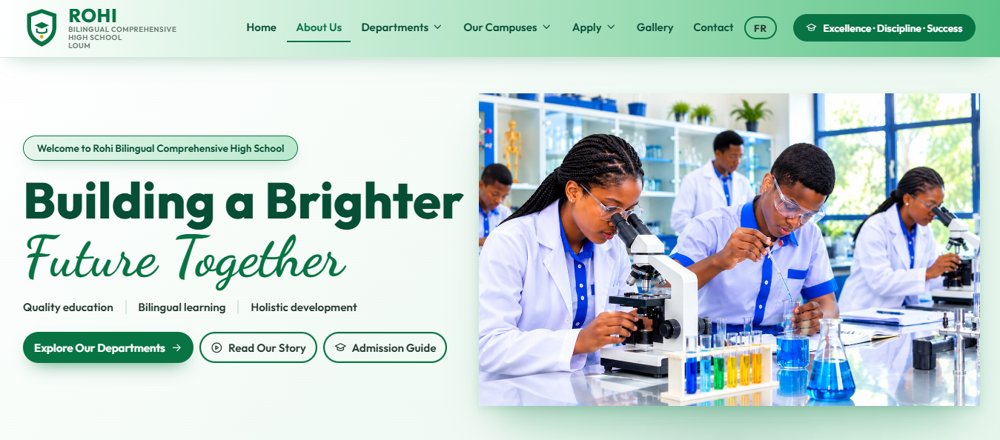 ROHI
BILINGUAL COMPREHENSIVE
HIGH SCHOOL
LOUM
Home
About Us
Departments
Our Campuses
Apply
Gallery
Contact
FR
Excellence · Discipline · Success
Welcome to Rohi Bilingual Comprehensive High School
Building a Brighter
Future Together
Quality education
Bilingual learning
Holistic development
Explore Our Departments →
Read Our Story
Admission Guide